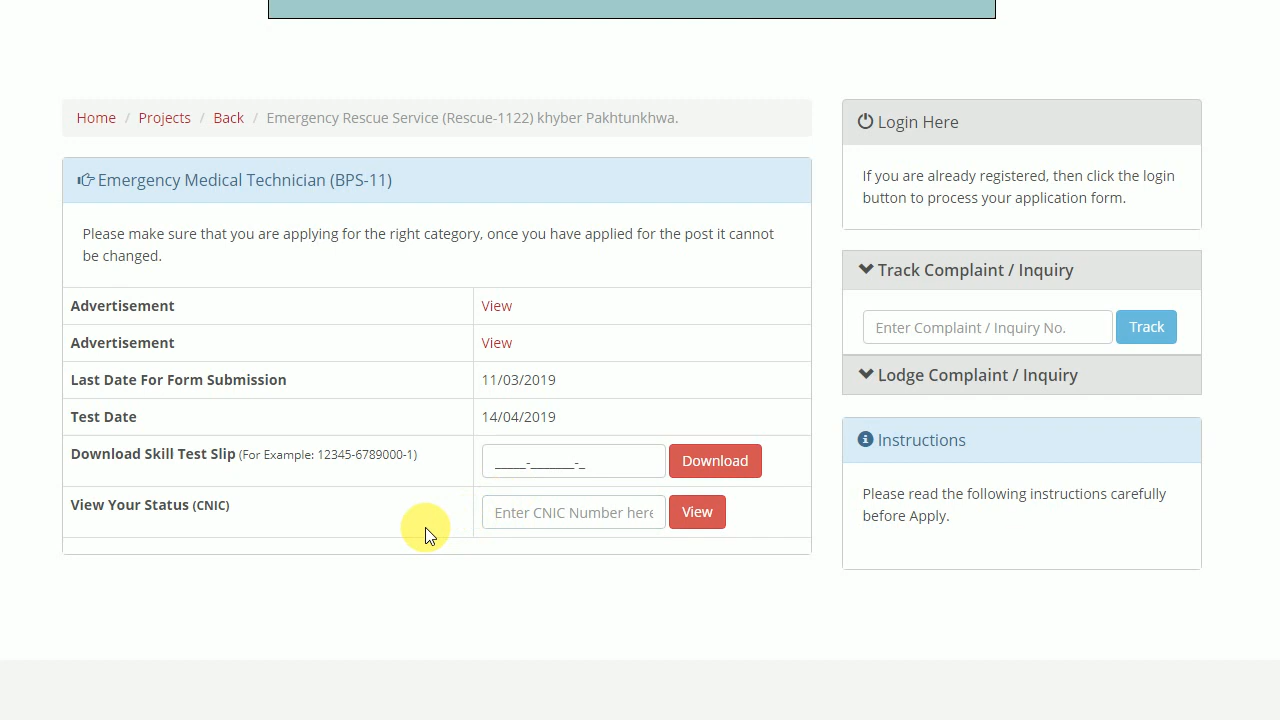 Home / Projects / Back / Emergency Rescue Service (Rescue-1122) khyber Pakhtunkhwa.
Emergency Medical Technician (BPS-11)
Please make sure that you are applying for the right category, once you have applied for the post it cannot
be changed.
Advertisement View
Advertisement View
Last Date For Form Submission 11/03/2019
Test Date 14/04/2019
Download Skill Test Slip (For Example: 12345-6789000-1) _____-_______-_ Download
View Your Status (CNIC) Enter CNIC Number here View
Login Here
If you are already registered, then click the login
button to process your application form.
Track Complaint / Inquiry
Enter Complaint / Inquiry No. Track
Lodge Complaint / Inquiry
Instructions
Please read the following instructions carefully
before Apply.